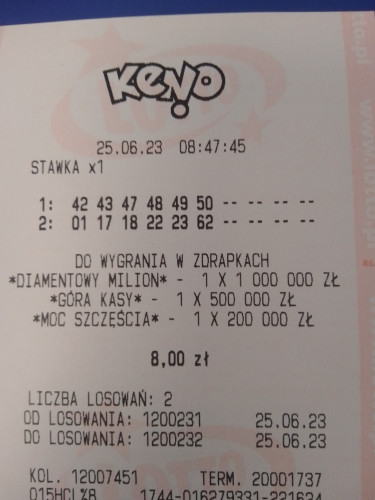 Keno
25.06.23 08:47:45
STAWKA x1
1: 42 43 47 48 49 50 -- -- -- --
2: 01 17 18 22 23 62 -- -- -- --
DO WYGRANIA W ZDRAPKACH
*DIAMENTOWY MILION* - 1 X 1 000 000 ZŁ
*GÓRA KASY* - 1 X 500 000 ZŁ
*MOC SZCZĘŚCIA* - 1 X 200 000 ZŁ
8,00 zł
LICZBA LOSOWAŃ: 2
OD LOSOWANIA: 1200231 25.06.23
DO LOSOWANIA: 1200232 25.06.23
KOL. 12007451 TERM. 20001737